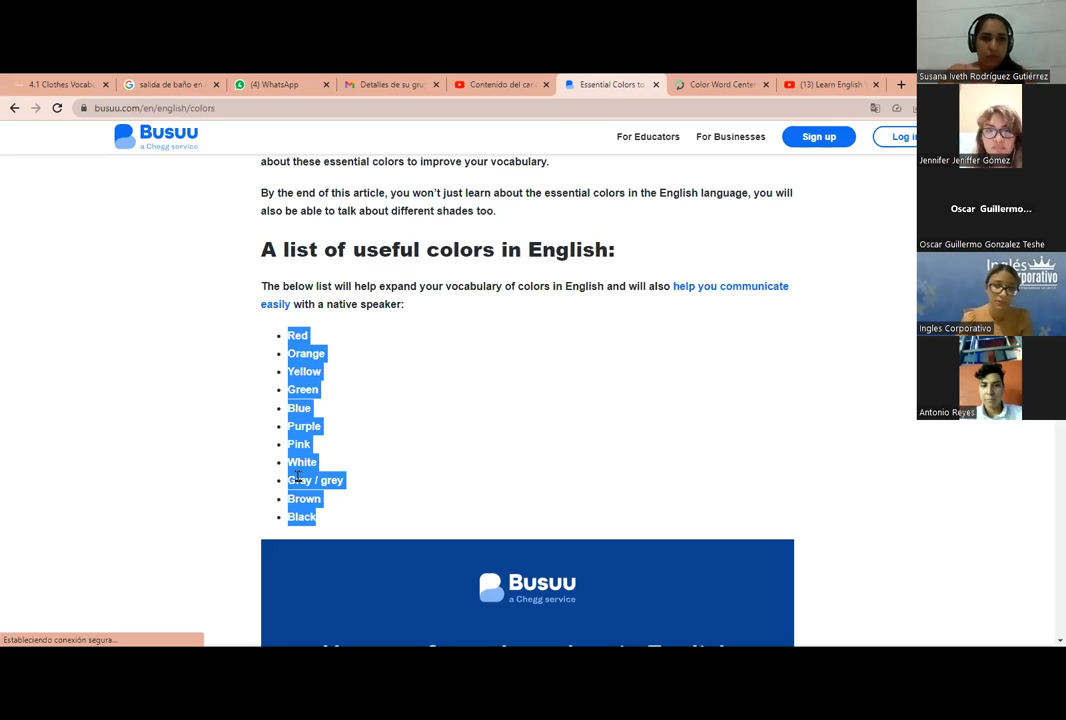 4.1 Clothes Vocabu
salida de baño en
(4) WhatsApp
Detalles de su gru
Contenido del can
Essential Colors to
Color Word Center
(13) Learn English
busuu.com/en/english/colors
Busuu
a Chegg service
For Educators
For Businesses
Sign up
Log in
about these essential colors to improve your vocabulary.
By the end of this article, you won't just learn about the essential colors in the English language, you will
also be able to talk about different shades too.
A list of useful colors in English:
The below list will help expand your vocabulary of colors in English and will also help you communicate
easily with a native speaker:
Red
Orange
Yellow
Green
Blue
Purple
Pink
White
Gray / grey
Brown
Black
Busuu
a Chegg service
Estableciendo conexión segura...
Susana Iveth Rodríguez Gutiérrez
Jennifer Jeniffer Gómez
Oscar Guillermo...
Oscar Guillermo Gonzalez Teshe
Inglés
Corporativo
Ingles Corporativo
Antonio Reyes